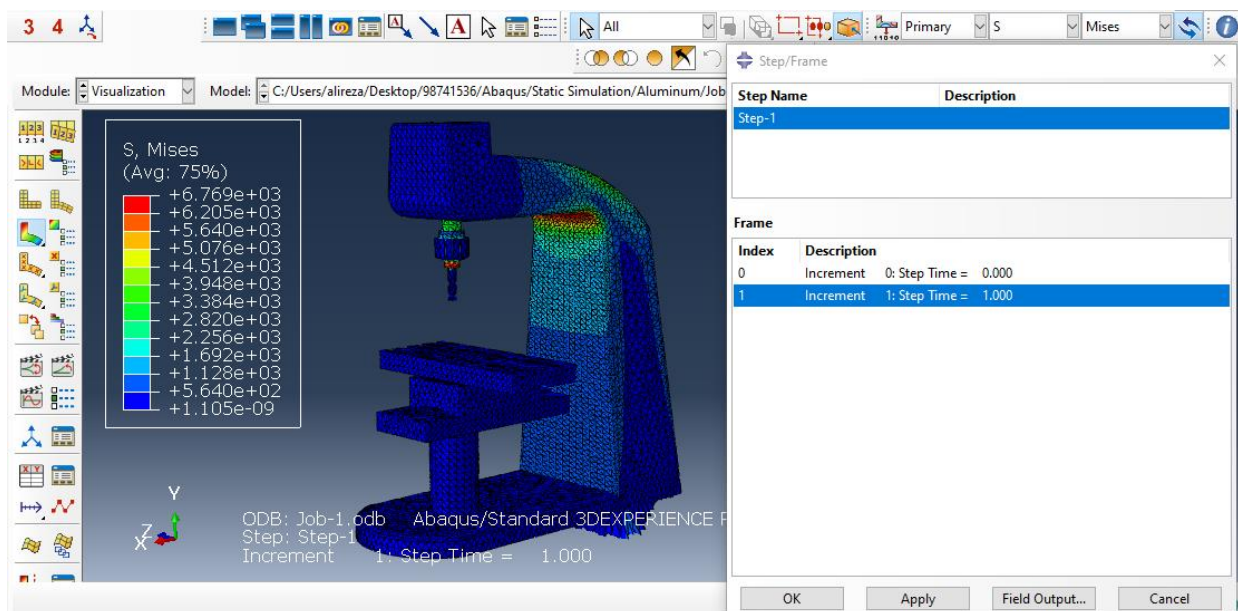 3 4
A
A
All
Primary
S
Mises
Module: Visualization Model: C:/Users/alireza/Desktop/98741536/Abaqus/Static Simulation/Aluminum/Job
S, Mises
(Avg: 75%)
+6.769e+03
+6.205e+03
+5.640e+03
+5.076e+03
+4.512e+03
+3.948e+03
+3.384e+03
+2.820e+03
+2.256e+03
+1.692e+03
+1.128e+03
+5.640e+02
+1.105e-09
Y
Z
X
ODB: Job-1.odb Abaqus/Standard 3DEXPERIENCE
Step: Step-1
Increment 1: Step Time = 1.000
Step/Frame
Step Name Description
Step-1
Frame
Index Description
0 Increment 0: Step Time = 0.000
1 Increment 1: Step Time = 1.000
OK Apply Field Output... Cancel